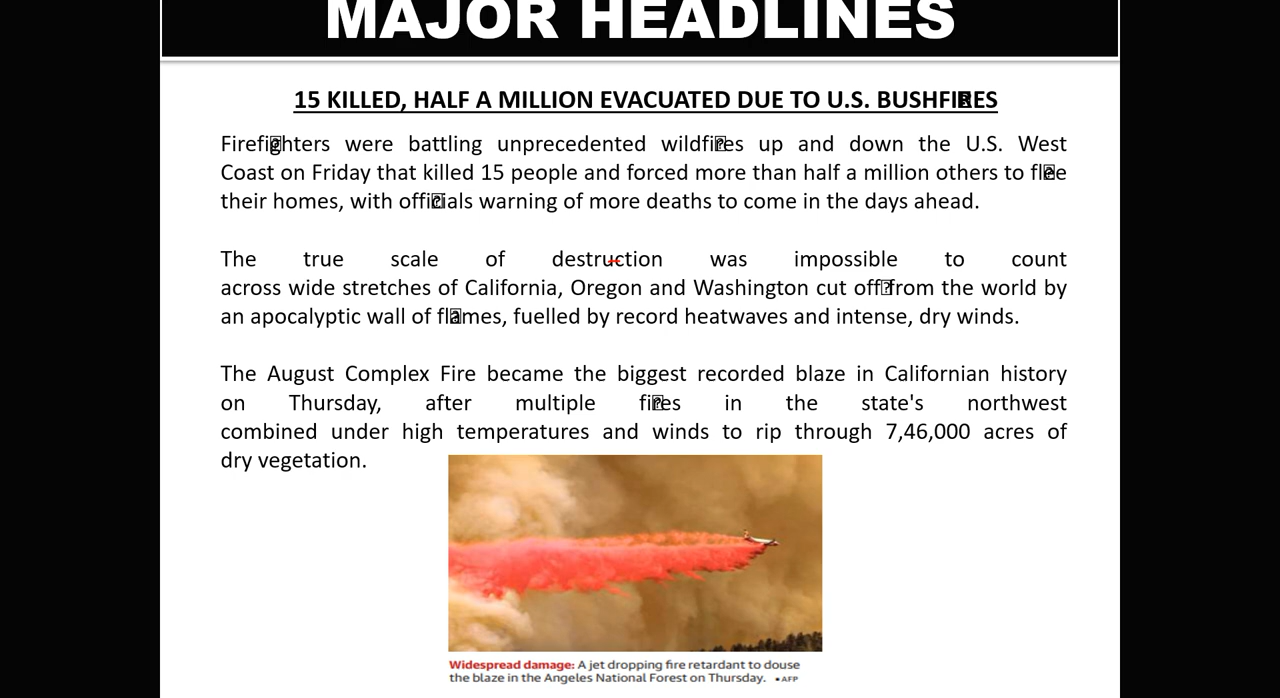 MAJOR HEADLINES
15 KILLED, HALF A MILLION EVACUATED DUE TO U.S. BUSHFIRES
Firefighters were battling unprecedented wildfires up and down the U.S. West
Coast on Friday that killed 15 people and forced more than half a million others to flee
their homes, with officials warning of more deaths to come in the days ahead.
The true scale of destruction was impossible to count
across wide stretches of California, Oregon and Washington cut off from the world by
an apocalyptic wall of flames, fuelled by record heatwaves and intense, dry winds.
The August Complex Fire became the biggest recorded blaze in Californian history
on Thursday, after multiple fires in the state's northwest
combined under high temperatures and winds to rip through 7,46,000 acres of
dry vegetation.
Widespread damage: A jet dropping fire retardant to douse
the blaze in the Angeles National Forest on Thursday. • AFP